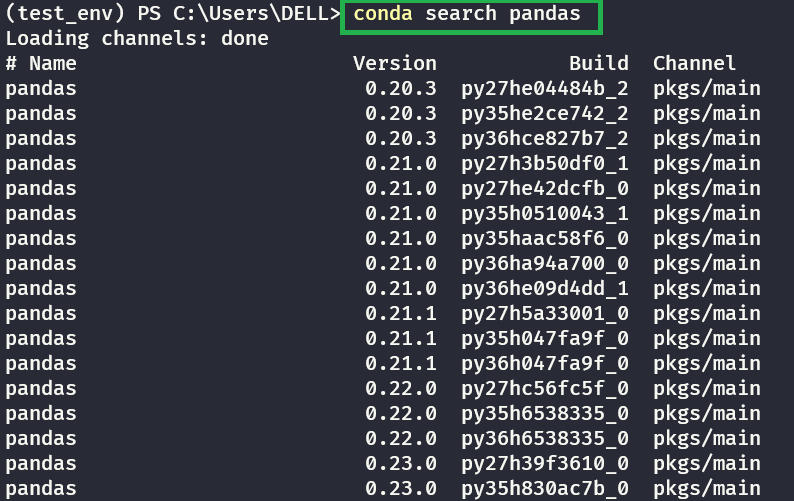 (test_env) PS C:\Users\DELL> conda search pandas
Loading channels: done
# Name Version Build Channel
pandas 0.20.3 py27he04484b_2 pkgs/main
pandas 0.20.3 py35he2ce742_2 pkgs/main
pandas 0.20.3 py36hce827b7_2 pkgs/main
pandas 0.21.0 py27h3b50df0_1 pkgs/main
pandas 0.21.0 py27he42dcfb_0 pkgs/main
pandas 0.21.0 py35h0510043_1 pkgs/main
pandas 0.21.0 py35haac58f6_0 pkgs/main
pandas 0.21.0 py36ha94a700_0 pkgs/main
pandas 0.21.0 py36he09d4dd_1 pkgs/main
pandas 0.21.1 py27h5a33001_0 pkgs/main
pandas 0.21.1 py35h047fa9f_0 pkgs/main
pandas 0.21.1 py36h047fa9f_0 pkgs/main
pandas 0.22.0 py27hc56fc5f_0 pkgs/main
pandas 0.22.0 py35h6538335_0 pkgs/main
pandas 0.22.0 py36h6538335_0 pkgs/main
pandas 0.23.0 py27h39f3610_0 pkgs/main
pandas 0.23.0 py35h830ac7b_0 pkgs/main